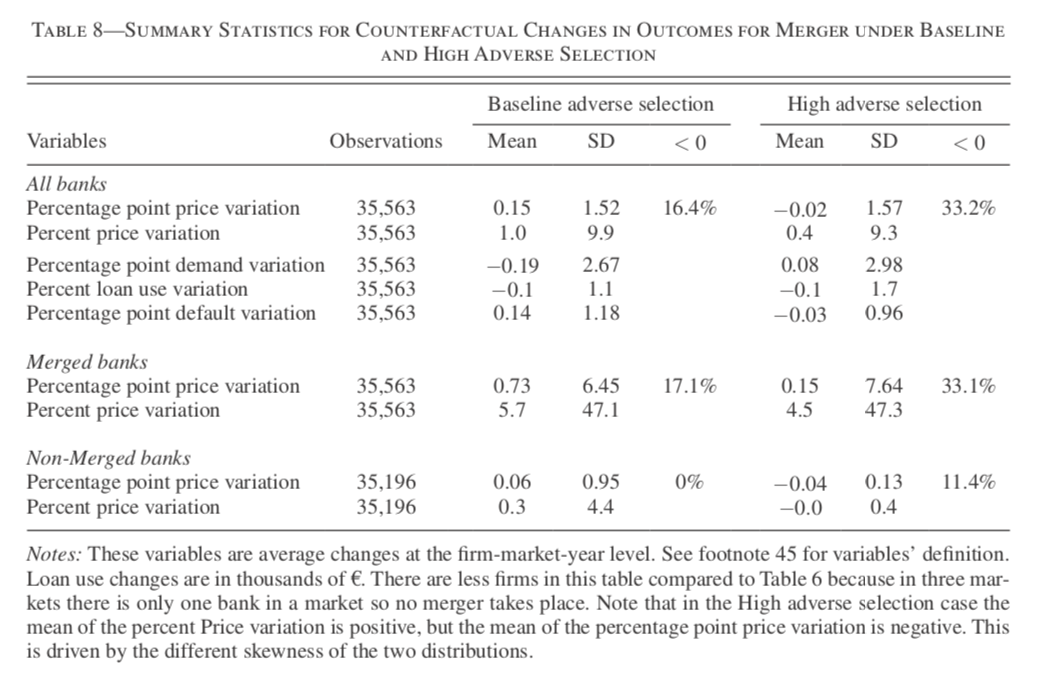 TABLE 8—SUMMARY STATISTICS FOR COUNTERFACTUAL CHANGES IN OUTCOMES FOR MERGER UNDER BASELINE
AND HIGH ADVERSE SELECTION
Baseline adverse selection High adverse selection
Variables Observations Mean SD < 0 Mean SD < 0
All banks
Percentage point price variation 35,563 0.15 1.52 16.4% −0.02 1.57 33.2%
Percent price variation 35,563 1.0 9.9 0.4 9.3
Percentage point demand variation 35,563 −0.19 2.67 0.08 2.98
Percent loan use variation 35,563 −0.1 1.1 −0.1 1.7
Percentage point default variation 35,563 0.14 1.18 −0.03 0.96
Merged banks
Percentage point price variation 35,563 0.73 6.45 17.1% 0.15 7.64 33.1%
Percent price variation 35,563 5.7 47.1 4.5 47.3
Non-Merged banks
Percentage point price variation 35,196 0.06 0.95 0% −0.04 0.13 11.4%
Percent price variation 35,196 0.3 4.4 −0.0 0.4
Notes: These variables are average changes at the firm-market-year level. See footnote 45 for variables’ definition.
Loan use changes are in thousands of €. There are less firms in this table compared to Table 6 because in three mar-
kets there is only one bank in a market so no merger takes place. Note that in the High adverse selection case the
mean of the percent Price variation is positive, but the mean of the percentage point price variation is negative. This
is driven by the different skewness of the two distributions.